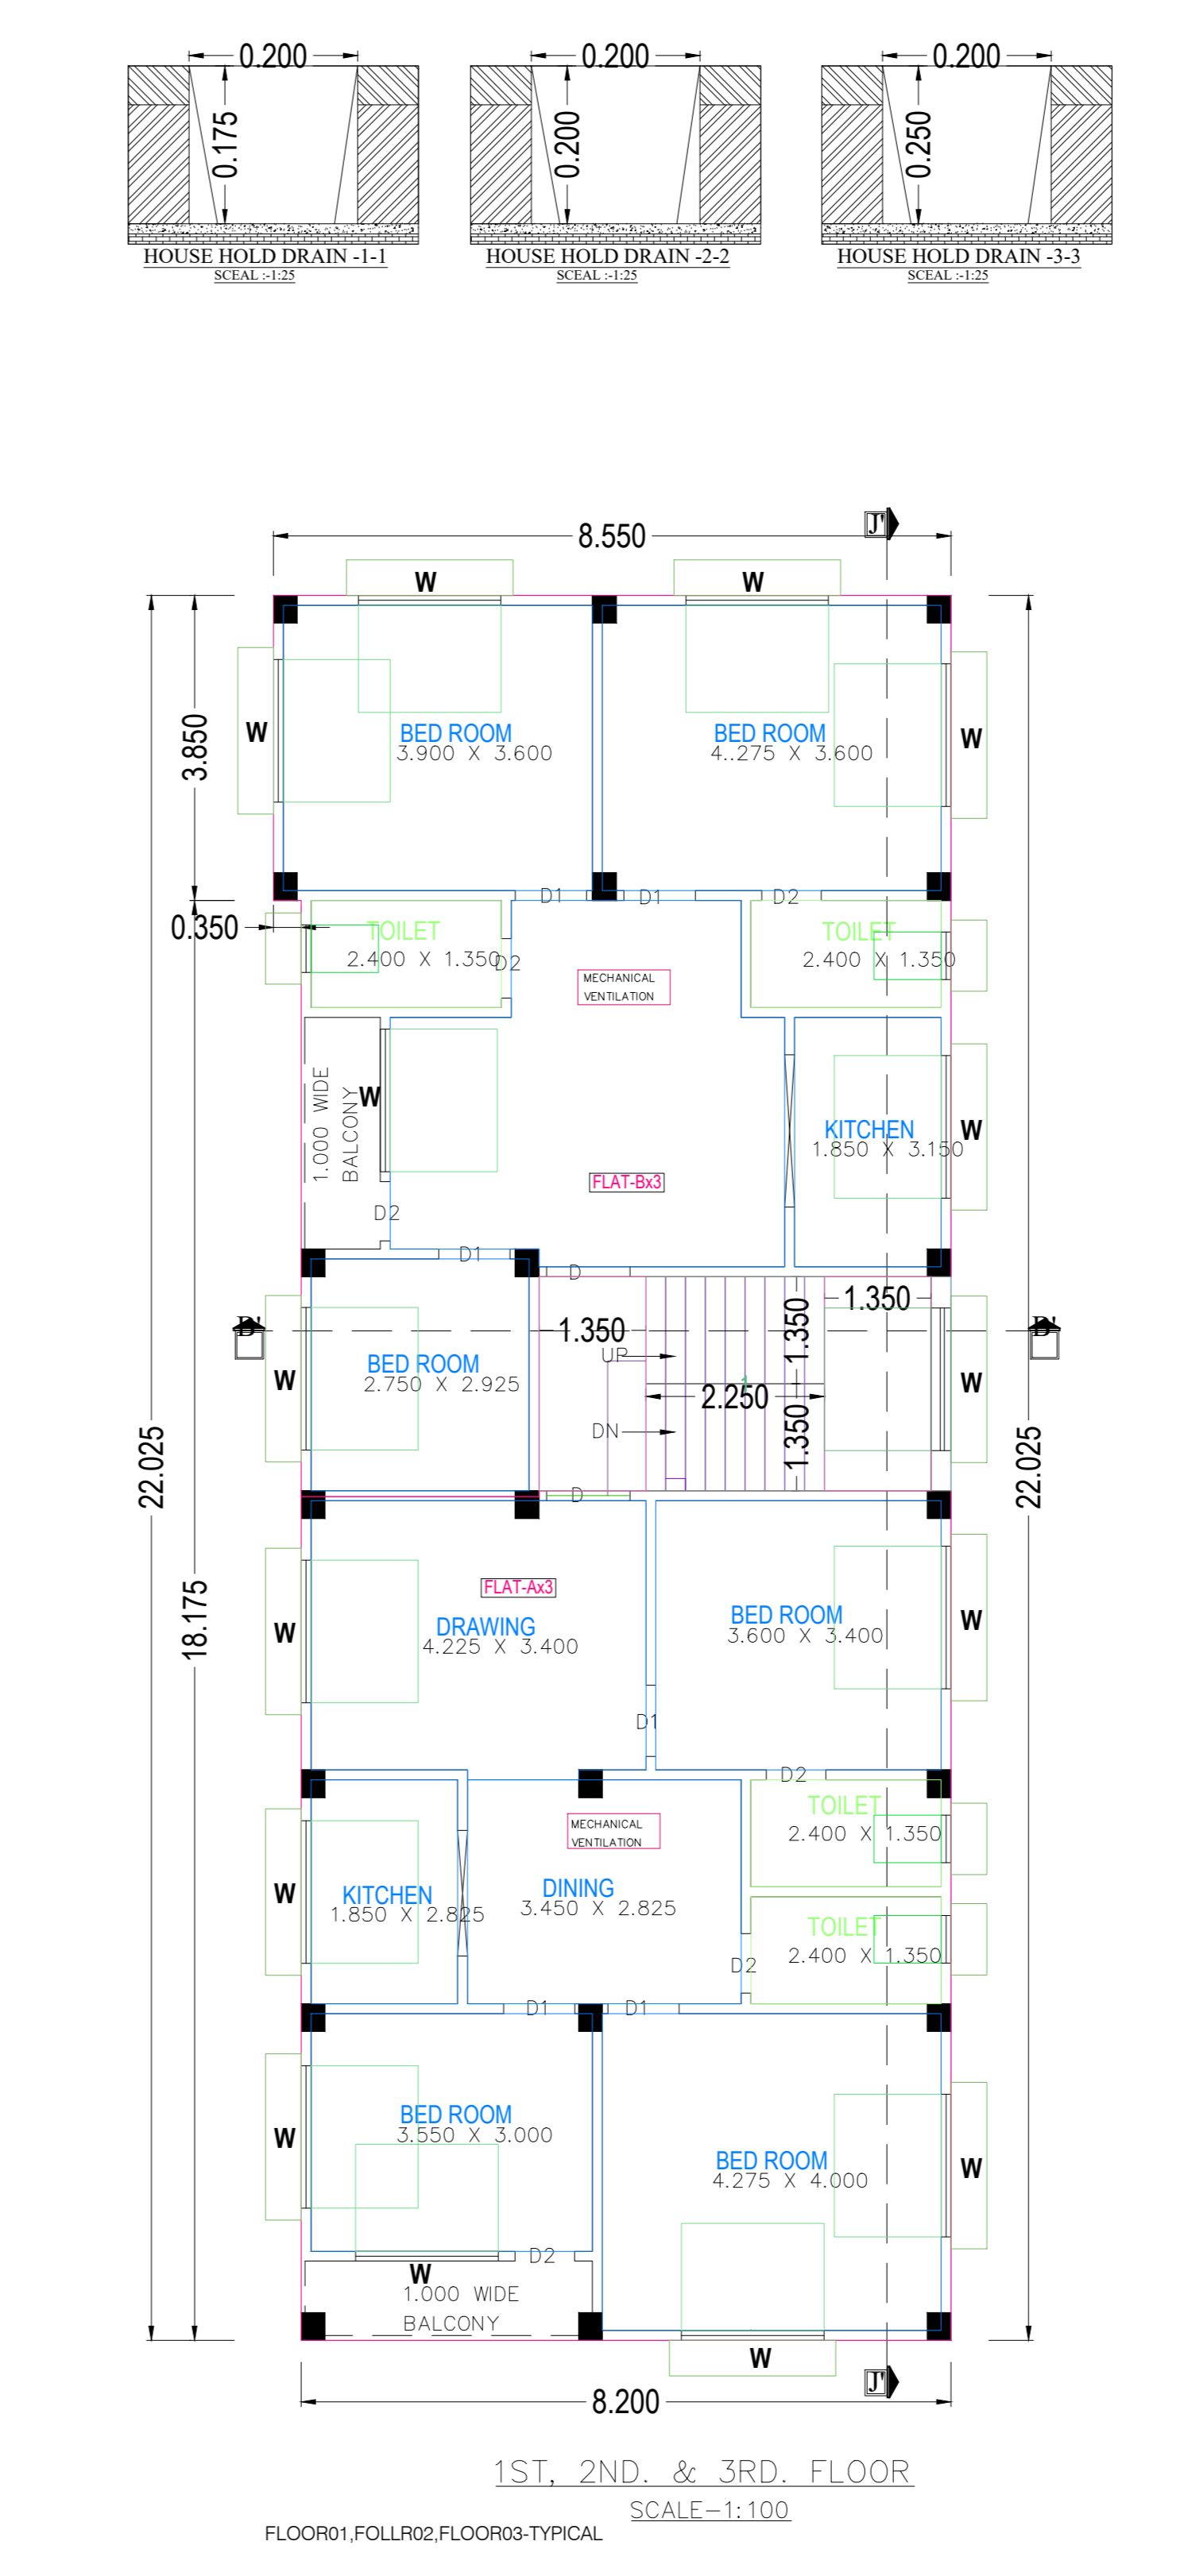 0.200
0.175
HOUSE HOLD DRAIN -1-1
SCEAL :-1:25
0.200
0.200
HOUSE HOLD DRAIN -2-2
SCEAL :-1:25
0.200
0.250
HOUSE HOLD DRAIN -3-3
SCEAL :-1:25
J'
8.550
W
W
3.850
W
BED ROOM
3.900 X 3.600
BED ROOM
4..275 X 3.600
W
D1
D1
D2
0.350
TOILET
2.400 X 1.350
D2
MECHANICAL
VENTILATION
TOILET
2.400 X 1.350
1.000 WIDE
BALCONY
W
KITCHEN
1.850 X 3.150
W
FLAT-Bx3
D2
D1
D
1.350
1.350
1.350
B'
B'
UP
W
BED ROOM
2.750 X 2.925
1
2.250
W
DN
1.350
22.025
22.025
D
18.175
FLAT-Ax3
DRAWING
4.225 X 3.400
BED ROOM
3.600 X 3.400
W
W
D1
D2
MECHANICAL
VENTILATION
TOILET
2.400 X 1.350
W
KITCHEN
1.850 X 2.825
DINING
3.450 X 2.825
TOILET
2.400 X 1.350
D2
D1
D1
BED ROOM
3.550 X 3.000
W
BED ROOM
4.275 X 4.000
W
D2
W
1.000 WIDE
BALCONY
W
J'
8.200
1ST, 2ND. & 3RD. FLOOR
SCALE-1:100
FLOOR01,FOLLR02,FLOOR03-TYPICAL